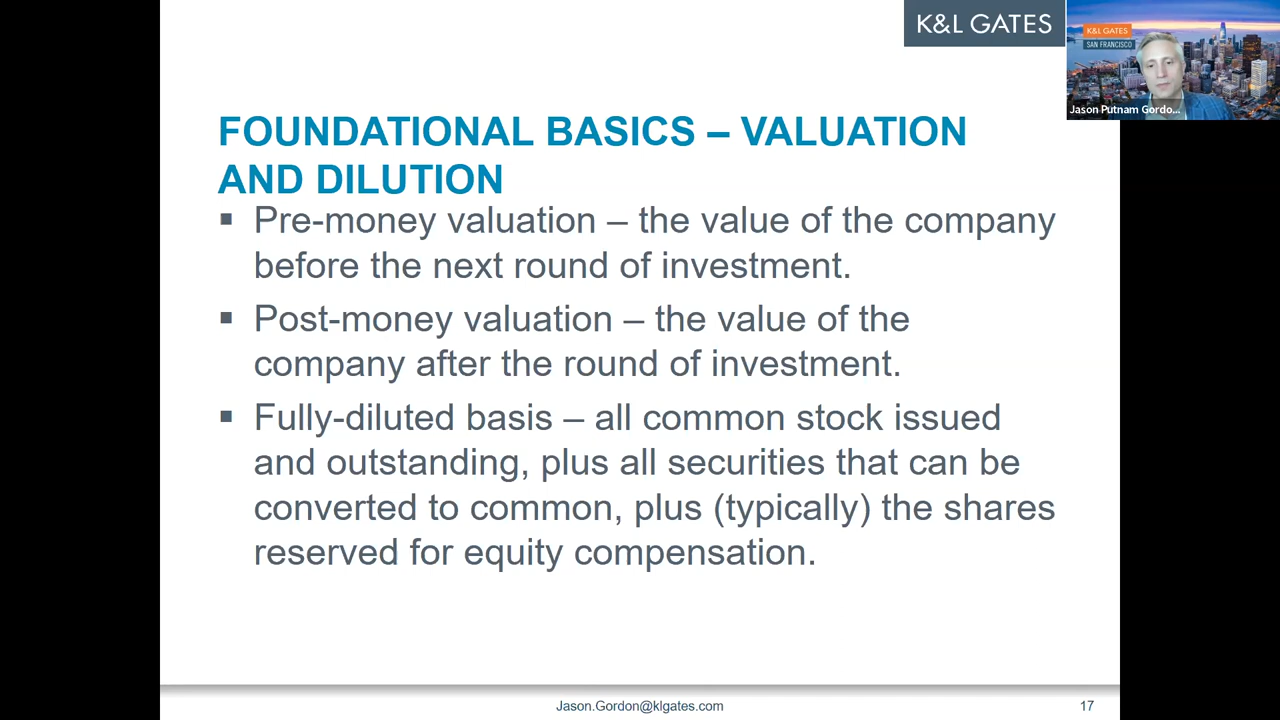 K&L GATES
K&L GATES
SAN FRANCISCO
Jason Putnam Gordo...
FOUNDATIONAL BASICS – VALUATION
AND DILUTION
▪ Pre-money valuation – the value of the company
before the next round of investment.
▪ Post-money valuation – the value of the
company after the round of investment.
▪ Fully-diluted basis – all common stock issued
and outstanding, plus all securities that can be
converted to common, plus (typically) the shares
reserved for equity compensation.
Jason.Gordon@klgates.com
17